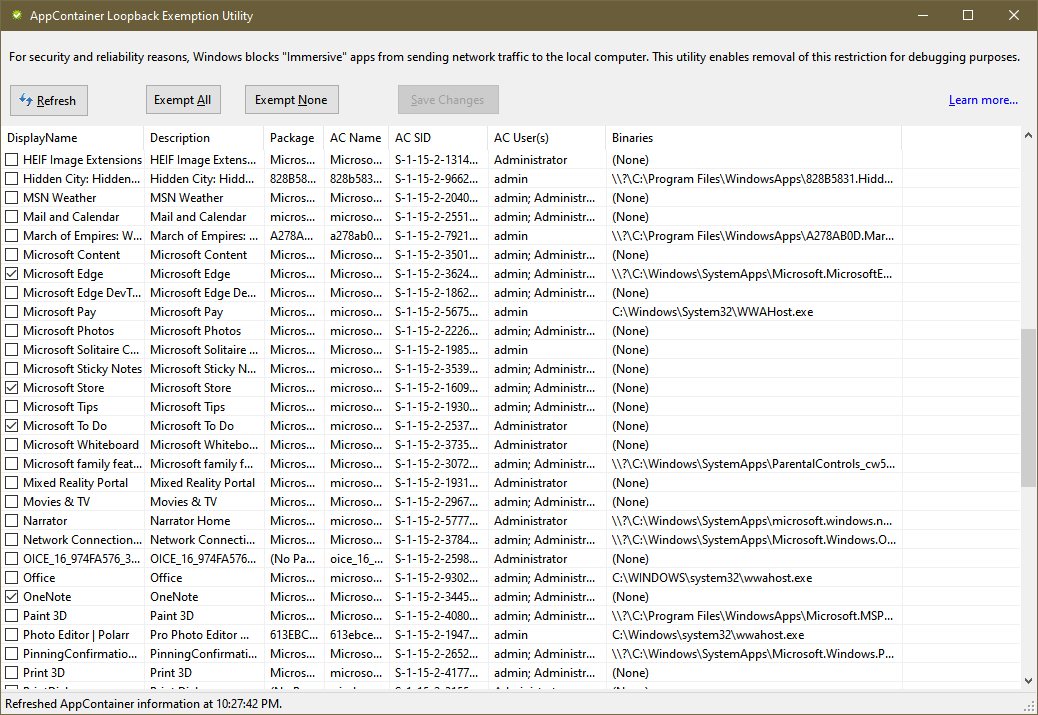 AppContainer Loopback Exemption Utility
For security and reliability reasons, Windows blocks "Immersive" apps from sending network traffic to the local computer. This utility enables removal of this restriction for debugging purposes.
Refresh Exempt All Exempt None Save Changes Learn more...
DisplayName Description Package AC Name AC SID AC User(s) Binaries
HEIF Image Extensions HEIF Image Extens... Micros... Microso... S-1-15-2-1314... Administrator (None)
Hidden City: Hidden... Hidden City: Hidd... 828B58... 828b583... S-1-15-2-9662... admin \\?\C:\Program Files\WindowsApps\828B5831.Hidd...
MSN Weather MSN Weather Micros... Microso... S-1-15-2-2040... admin; Administr... (None)
Mail and Calendar Mail and Calendar micros... microso... S-1-15-2-2551... admin; Administr... (None)
March of Empires: W... March of Empires: ... A278A... a278ab0... S-1-15-2-7921... admin \\?\C:\Program Files\WindowsApps\A278AB0D.Mar...
Microsoft Content Microsoft Content Micros... microso... S-1-15-2-3501... admin; Administr... (None)
Microsoft Edge Microsoft Edge Micros... microso... S-1-15-2-3624... admin; Administr... \\?\C:\Windows\SystemApps\Microsoft.MicrosoftE...
Microsoft Edge DevT... Microsoft Edge De... Micros... microso... S-1-15-2-1862... admin; Administr... (None)
Microsoft Pay Microsoft Pay Micros... microso... S-1-15-2-5675... admin C:\Windows\System32\WWAHost.exe
Microsoft Photos Microsoft Photos Micros... microso... S-1-15-2-2226... admin; Administr... (None)
Microsoft Solitaire C... Microsoft Solitaire ... Micros... microso... S-1-15-2-1985... admin (None)
Microsoft Sticky Notes Microsoft Sticky N... Micros... microso... S-1-15-2-3539... admin; Administr... (None)
Microsoft Store Microsoft Store Micros... microso... S-1-15-2-1609... admin; Administr... (None)
Microsoft Tips Microsoft Tips Micros... microso... S-1-15-2-1930... admin; Administr... (None)
Microsoft To Do Microsoft To Do Micros... microso... S-1-15-2-2537... Administrator (None)
Microsoft Whiteboard Microsoft Whitebo... Micros... microso... S-1-15-2-3735... Administrator (None)
Microsoft family feat... Microsoft family f... Micros... microso... S-1-15-2-3072... admin; Administr... \\?\C:\Windows\SystemApps\ParentalControls_cw5...
Mixed Reality Portal Mixed Reality Portal Micros... microso... S-1-15-2-1931... Administrator (None)
Movies & TV Movies & TV Micros... microso... S-1-15-2-2967... admin; Administr... (None)
Narrator Narrator Home Micros... microso... S-1-15-2-5777... Administrator \\?\C:\Windows\SystemApps\microsoft.windows.n...
Network Connection... Network Connecti... Micros... microso... S-1-15-2-3784... admin; Administr... \\?\C:\Windows\SystemApps\Microsoft.Windows.O...
OICE_16_974FA576_3... OICE_16_974FA576... (No Pa... oice_16_... S-1-15-2-2598... Administrator (None)
Office Office Micros... microso... S-1-15-2-9302... admin; Administr... C:\WINDOWS\system32\wwahost.exe
OneNote OneNote Micros... microso... S-1-15-2-3445... admin; Administr... (None)
Paint 3D Paint 3D Micros... microso... S-1-15-2-4080... admin; Administr... \\?\C:\Program Files\WindowsApps\Microsoft.MSP...
Photo Editor | Polarr Pro Photo Editor ... 613EBC... 613ebce... S-1-15-2-1947... admin C:\Windows\system32\wwahost.exe
PinningConfirmatio... PinningConfirmati... Micros... microso... S-1-15-2-2652... admin; Administr... \\?\C:\Windows\SystemApps\Microsoft.Windows.P...
Print 3D Print 3D Micros... microso... S-1-15-2-4177... admin; Administr... (None)
Refreshed AppContainer information at 10:27:42 PM.